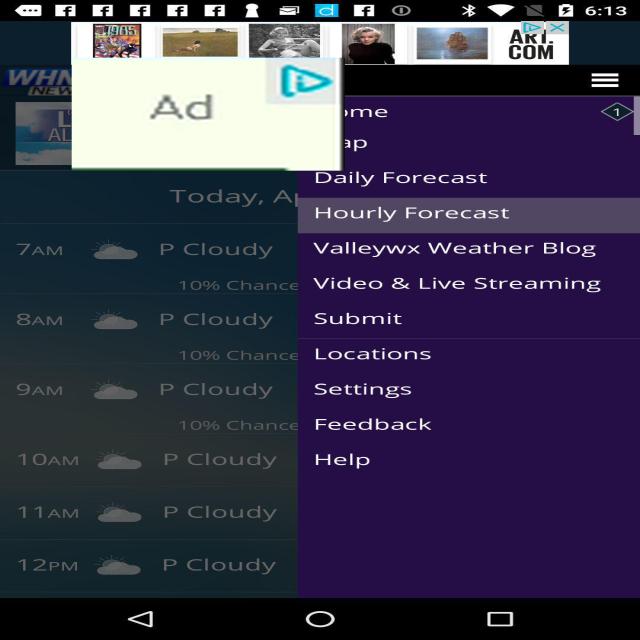 6:13
ART.
COM
WHN
NEW
Ad
ome
1
L
AL
ap
Daily Forecast
Today, Ap
Hourly Forecast
7AM P Cloudy
Valleywx Weather Blog
10% Chance
Video & Live Streaming
8AM P Cloudy
Submit
10% Chance
Locations
9AM P Cloudy
Settings
10% Chance
Feedback
10AM P Cloudy
Help
11AM P Cloudy
12PM P Cloudy